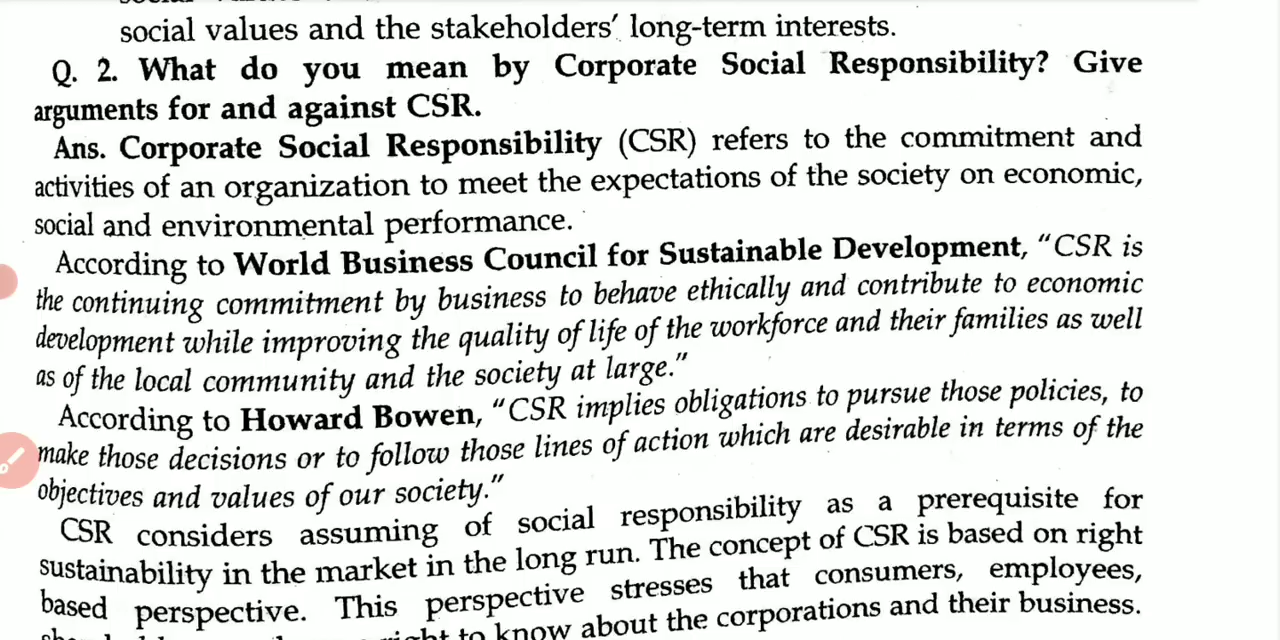 social values and the stakeholders' long-term interests.
Q. 2. What do you mean by Corporate Social Responsibility? Give
arguments for and against CSR.
Ans. Corporate Social Responsibility (CSR) refers to the commitment and
activities of an organization to meet the expectations of the society on economic,
social and environmental performance.
According to World Business Council for Sustainable Development, "CSR is
the continuing commitment by business to behave ethically and contribute to economic
development while improving the quality of life of the workforce and their families as well
as of the local community and the society at large."
According to Howard Bowen, "CSR implies obligations to pursue those policies, to
make those decisions or to follow those lines of action which are desirable in terms of the
objectives and values of our society."
CSR considers assuming of social responsibility as a prerequisite for
sustainability in the market in the long run. The concept of CSR is based on right
based perspective. This perspective stresses that consumers, employees,
right to know about the corporations and their business.